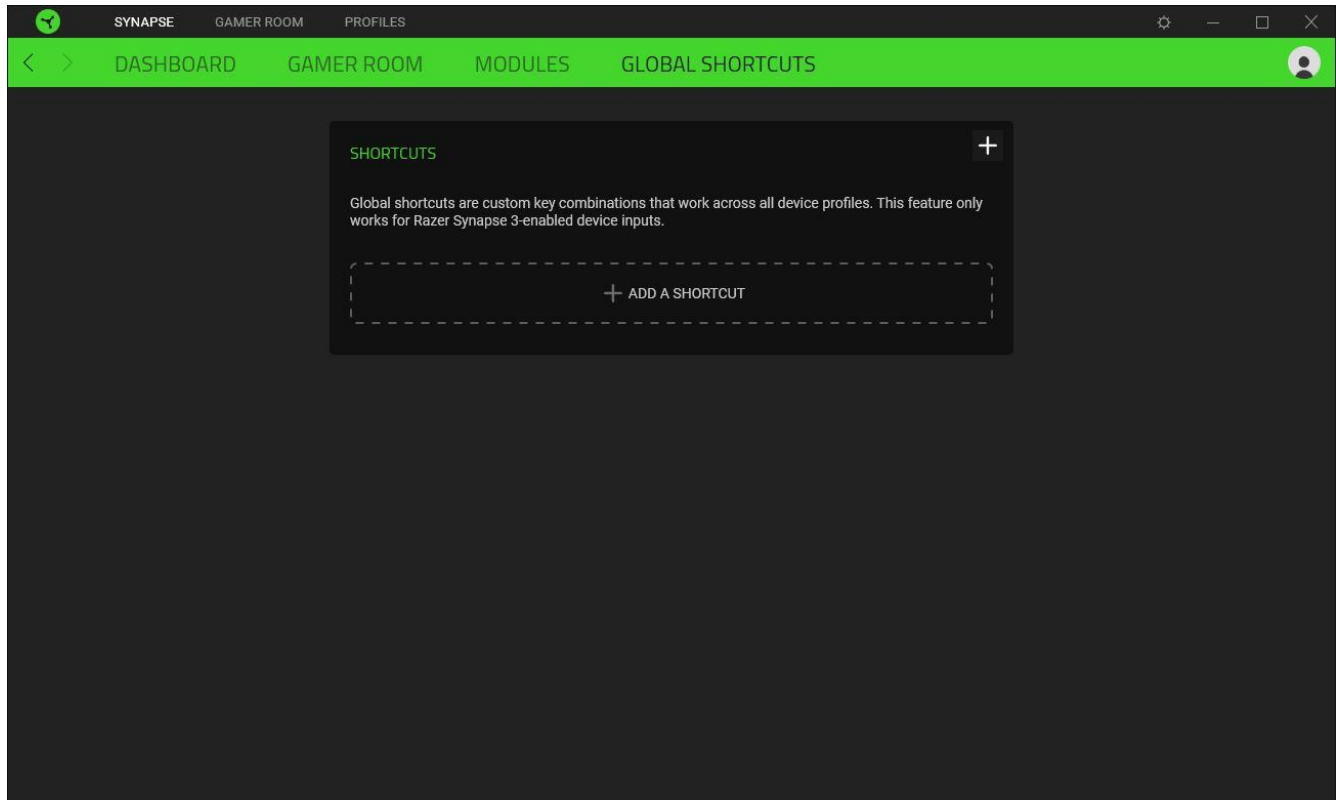 SYNAPSE GAMER ROOM PROFILES
DASHBOARD GAMER ROOM MODULES GLOBAL SHORTCUTS
SHORTCUTS
Global shortcuts are custom key combinations that work across all device profiles. This feature only
works for Razer Synapse 3-enabled device inputs.
ADD A SHORTCUT